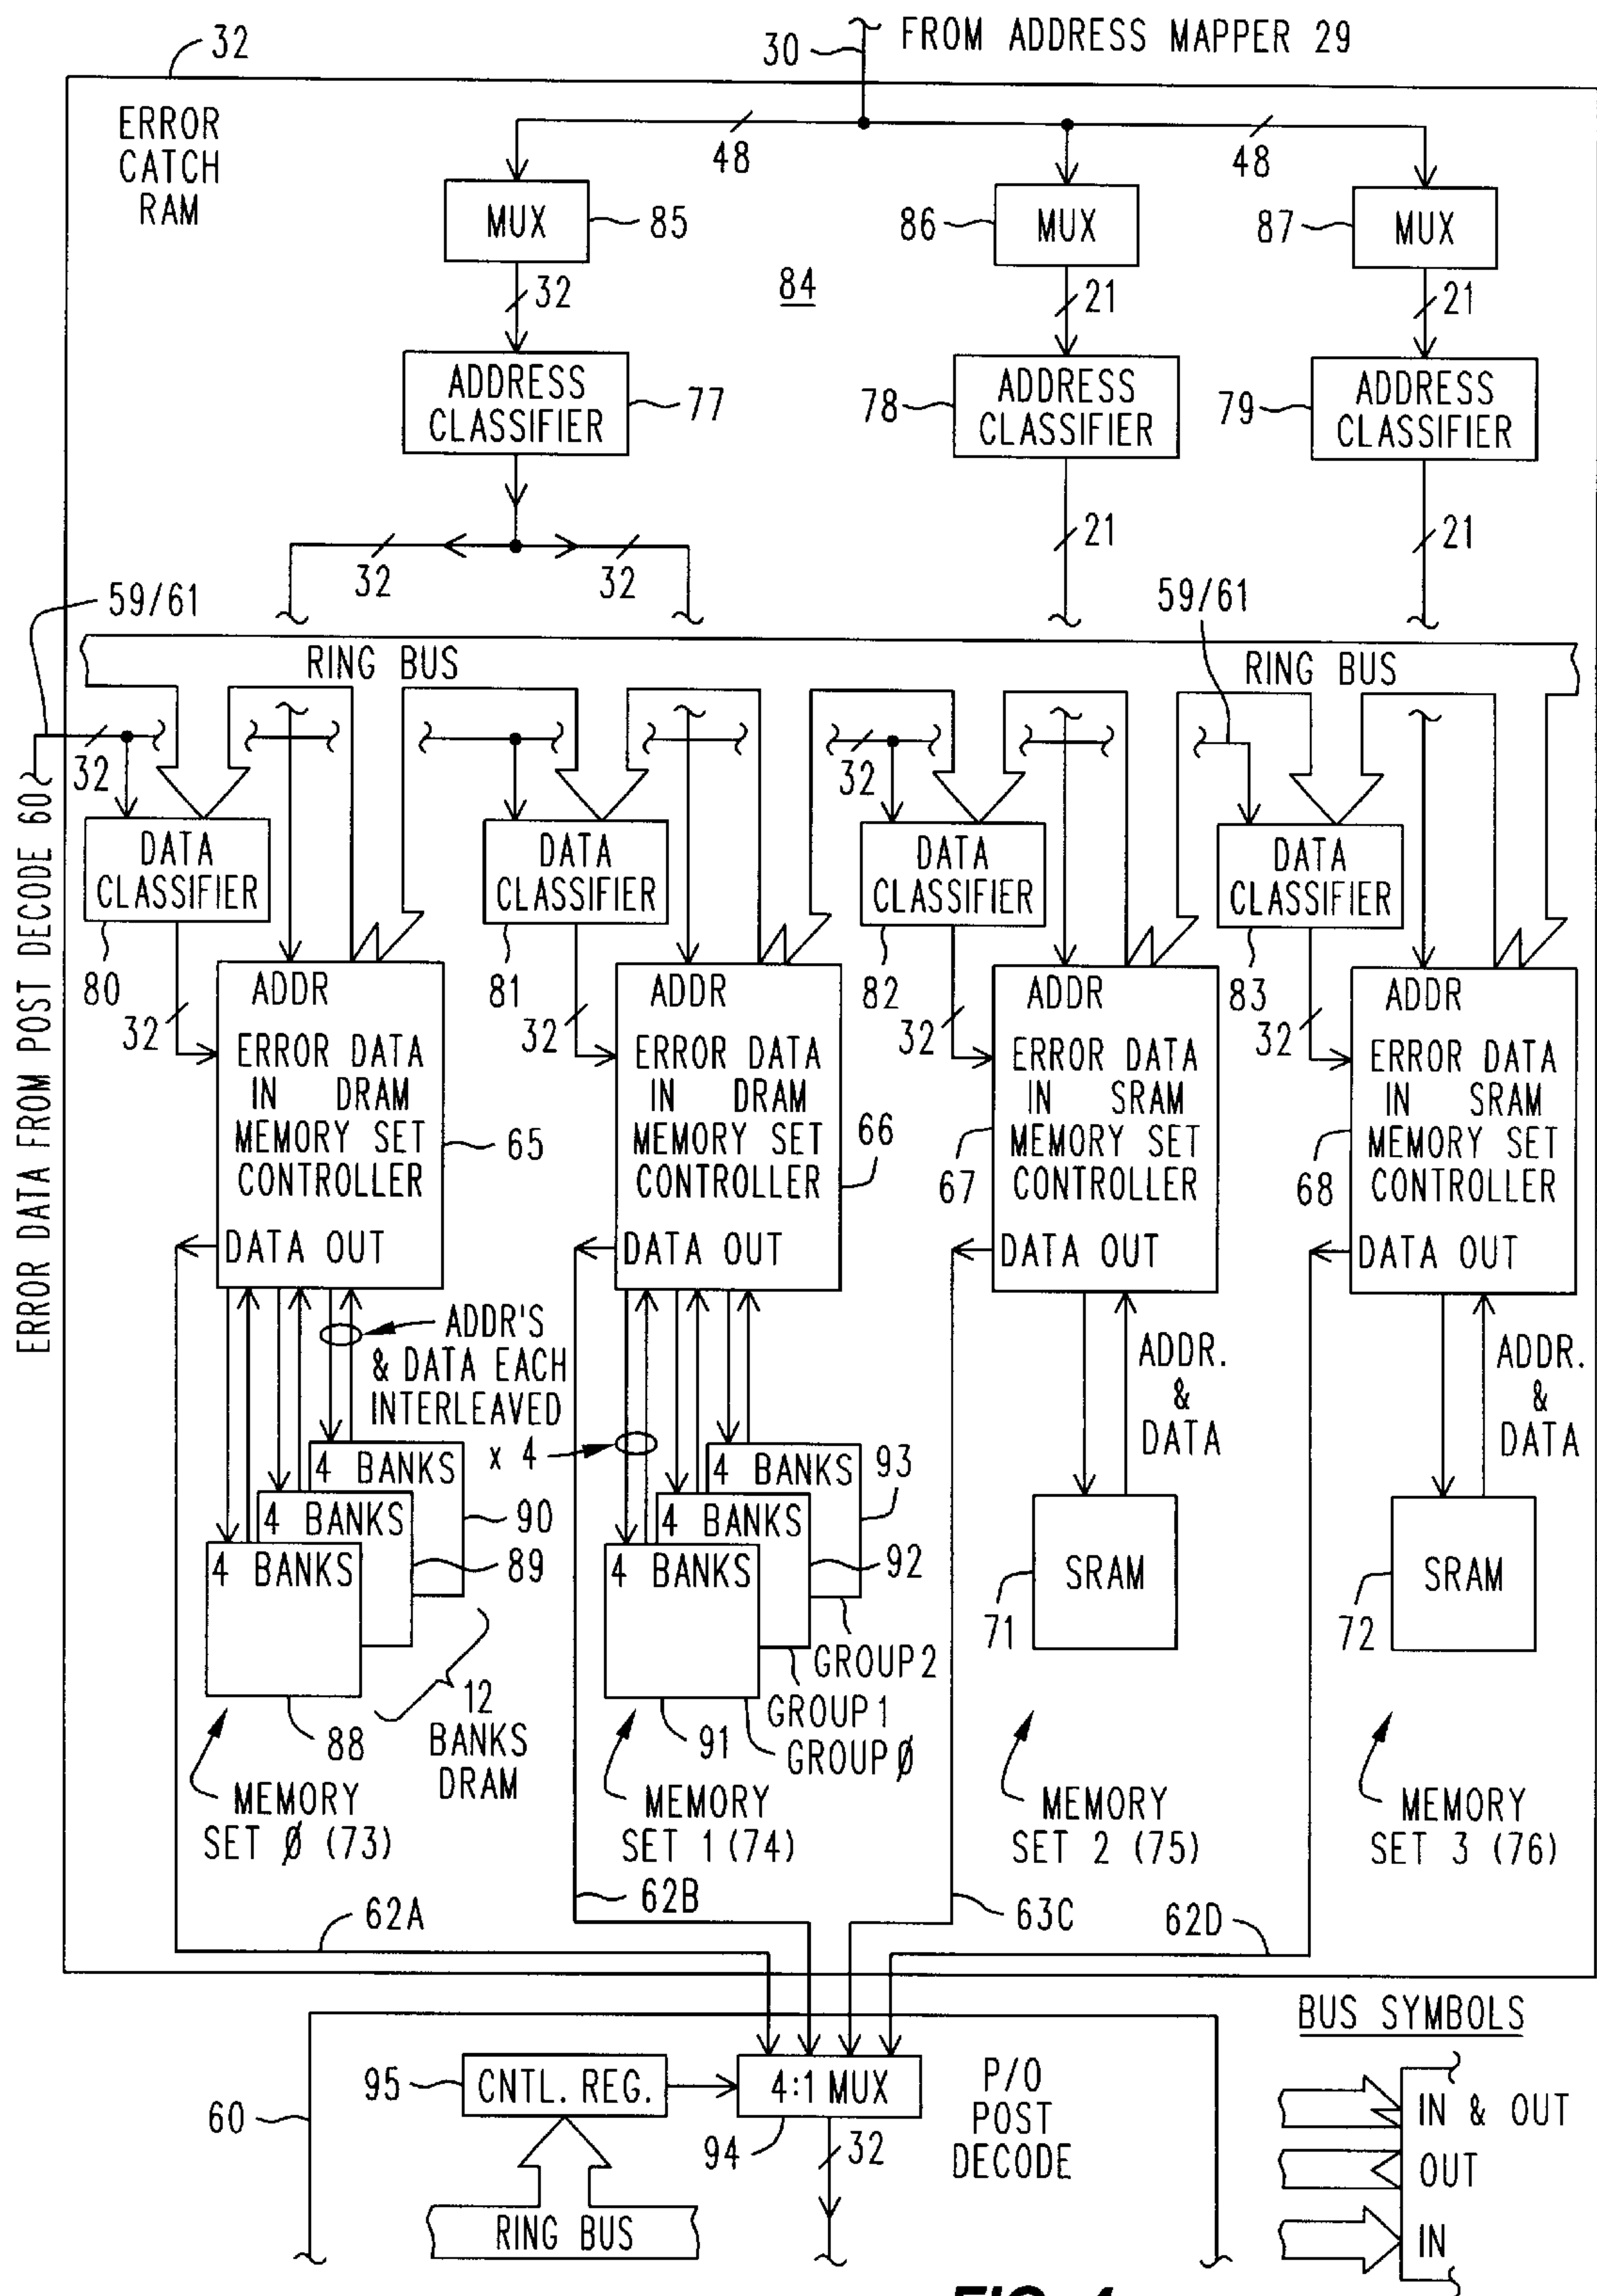 32
30
FROM ADDRESS MAPPER 29
ERROR
CATCH
RAM
48
48
MUX
85
86
MUX
87
MUX
32
84
21
21
ADDRESS
CLASSIFIER
77
78
ADDRESS
CLASSIFIER
79
ADDRESS
CLASSIFIER
32
32
21
21
59/61
59/61
RING BUS
RING BUS
32
32
ERROR DATA FROM POST DECODE 60
DATA
CLASSIFIER
DATA
CLASSIFIER
DATA
CLASSIFIER
DATA
CLASSIFIER
80
81
82
83
32
32
32
32
ADDR
ERROR DATA
IN DRAM
MEMORY SET
CONTROLLER
DATA OUT
65
ADDR
ERROR DATA
IN DRAM
MEMORY SET
CONTROLLER
DATA OUT
66
ADDR
ERROR DATA
IN SRAM
MEMORY SET
CONTROLLER
DATA OUT
67
ADDR
ERROR DATA
IN SRAM
MEMORY SET
CONTROLLER
DATA OUT
68
ADDR'S
& DATA EACH
INTERLEAVED
x 4
ADDR.
&
DATA
ADDR.
&
DATA
4 BANKS
90
4 BANKS
89
4 BANKS
88
12
BANKS
DRAM
4 BANKS
93
4 BANKS
92
4 BANKS
91
GROUP 2
GROUP 1
GROUP Ø
SRAM
71
SRAM
72
MEMORY
SET Ø (73)
MEMORY
SET 1 (74)
MEMORY
SET 2 (75)
MEMORY
SET 3 (76)
62A
62B
63C
62D
60
95
CNTL. REG.
4:1 MUX
94
32
P/O
POST
DECODE
RING BUS
BUS SYMBOLS
IN & OUT
OUT
IN